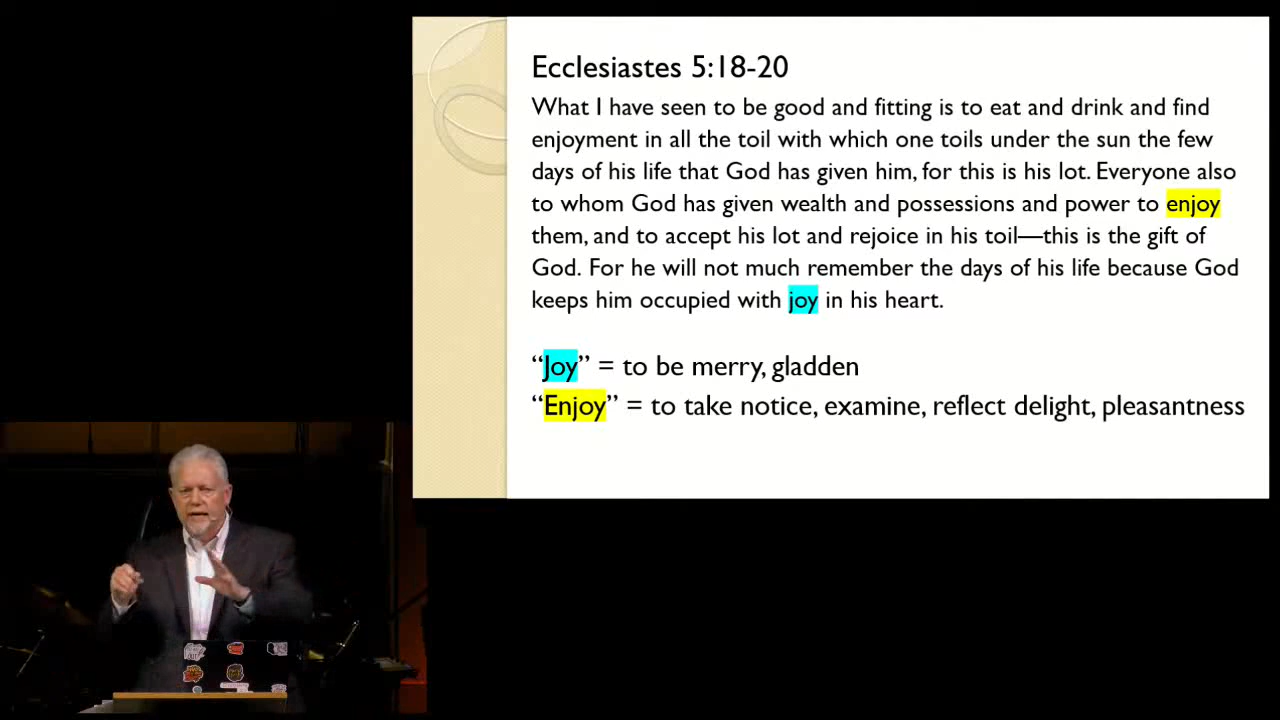 Ecclesiastes 5:18-20
What I have seen to be good and fitting is to eat and drink and find
enjoyment in all the toil with which one toils under the sun the few
days of his life that God has given him, for this is his lot. Everyone also
to whom God has given wealth and possessions and power to enjoy
them, and to accept his lot and rejoice in his toil—this is the gift of
God. For he will not much remember the days of his life because God
keeps him occupied with joy in his heart.
“Joy” = to be merry, gladden
“Enjoy” = to take notice, examine, reflect delight, pleasantness